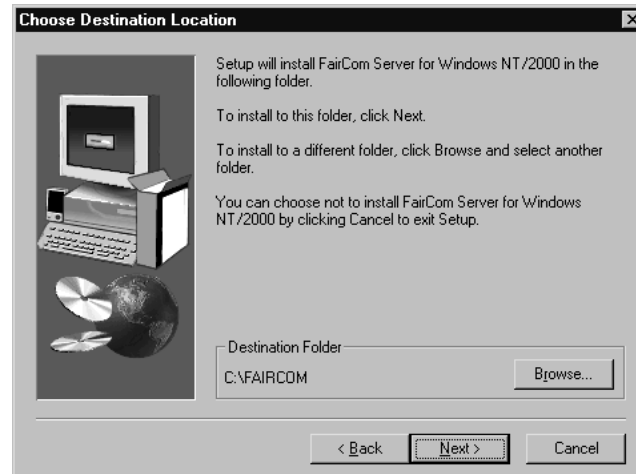 Choose Destination Location
Setup will install FairCom Server for Windows NT/2000 in the
following folder.
To install to this folder, click Next.
To install to a different folder, click Browse and select another
folder.
You can choose not to install FairCom Server for Windows
NT/2000 by clicking Cancel to exit Setup.
Destination Folder
C:\FAIRCOM
Browse...
< Back
Next >
Cancel